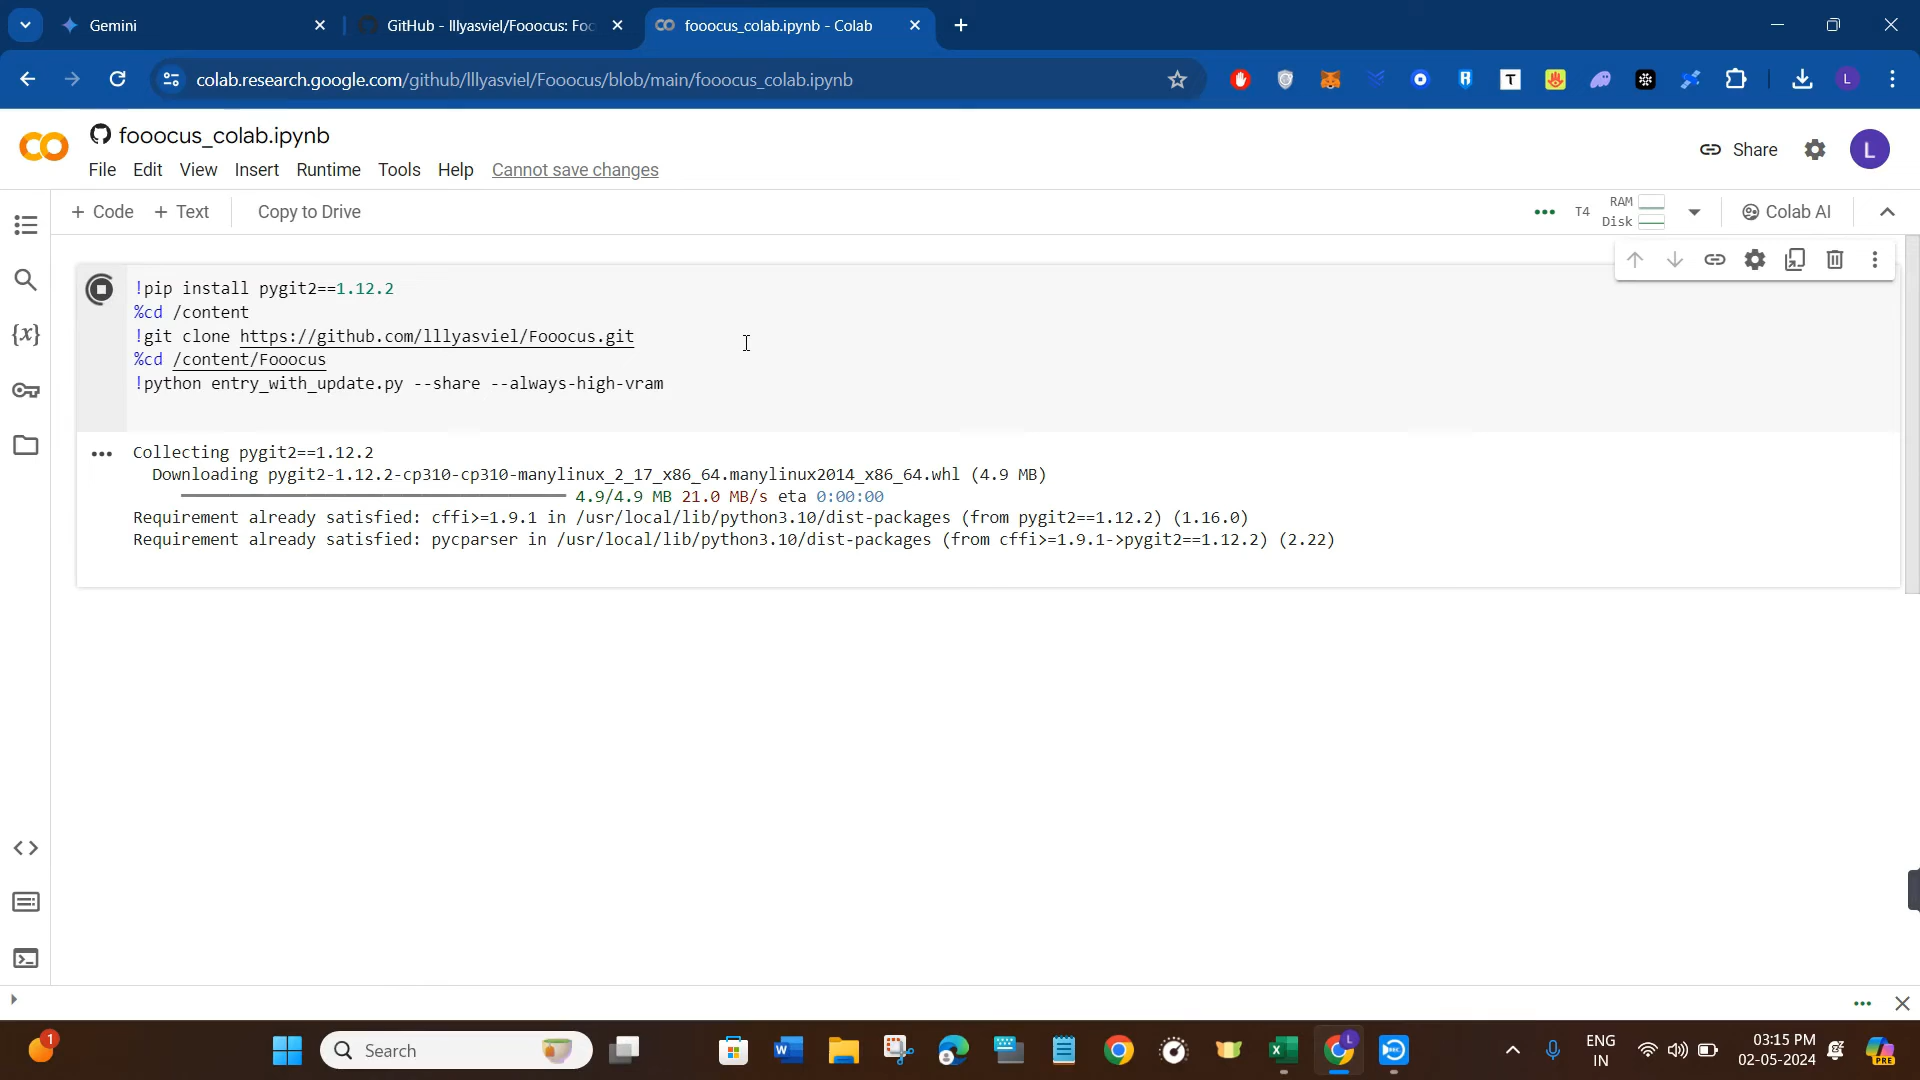 Gemini
GitHub - lllyasviel/Fooocus: Foo
fooocus_colab.ipynb - Colab
colab.research.google.com/github/lllyasviel/Fooocus/blob/main/fooocus_colab.ipynb
fooocus_colab.ipynb
File Edit View Insert Runtime Tools Help Cannot save changes
Share
L
+ Code + Text Copy to Drive
T4 RAM
Disk
Colab AI
!pip install pygit2==1.12.2
%cd /content
!git clone https://github.com/lllyasviel/Fooocus.git
%cd /content/Fooocus
!python entry_with_update.py --share --always-high-vram
Collecting pygit2==1.12.2
Downloading pygit2-1.12.2-cp310-cp310-manylinux_2_17_x86_64.manylinux2014_x86_64.whl (4.9 MB)
4.9/4.9 MB 21.0 MB/s eta 0:00:00
Requirement already satisfied: cffi>=1.9.1 in /usr/local/lib/python3.10/dist-packages (from pygit2==1.12.2) (1.16.0)
Requirement already satisfied: pycparser in /usr/local/lib/python3.10/dist-packages (from cffi>=1.9.1->pygit2==1.12.2) (2.22)
1
Search
ENG
IN
03:15 PM
02-05-2024
PRE